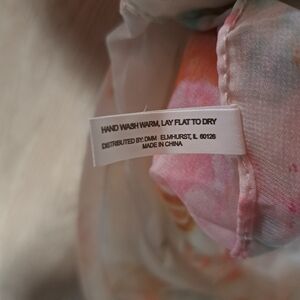 HAND WASH WARM, LAY FLAT TO DRY
DISTRIBUTED BY: DMM ELMHURST, IL 60126
MADE IN CHINA